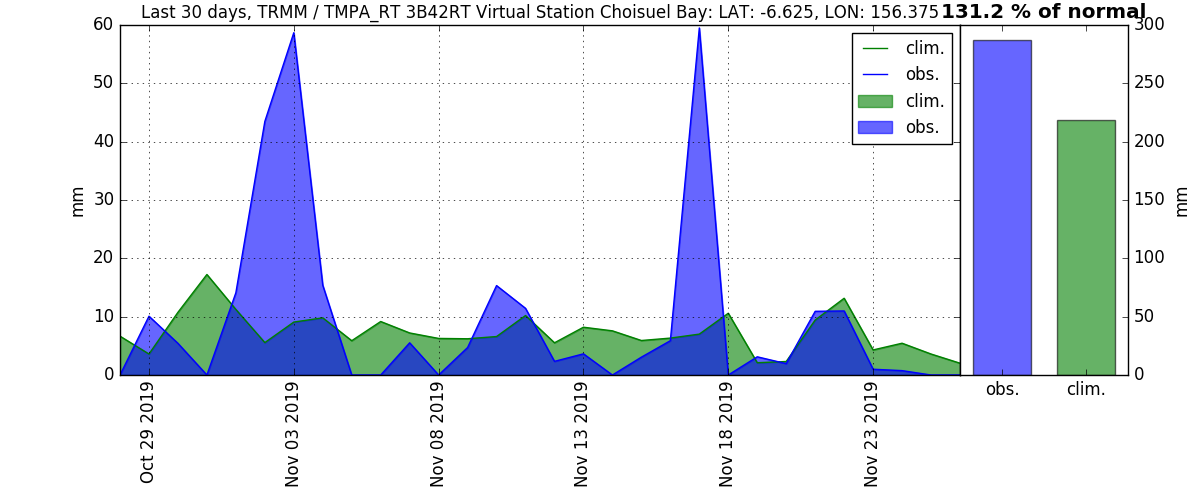 Last 30 days, TRMM / TMPA_RT 3B42RT Virtual Station Choisuel Bay: LAT: -6.625, LON: 156.375
131.2 % of normal
60
50
40
30
20
10
0
mm
clim.
obs.
clim.
obs.
Oct 29 2019
Nov 03 2019
Nov 08 2019
Nov 13 2019
Nov 18 2019
Nov 23 2019
300
250
200
150
100
50
0
mm
obs.
clim.